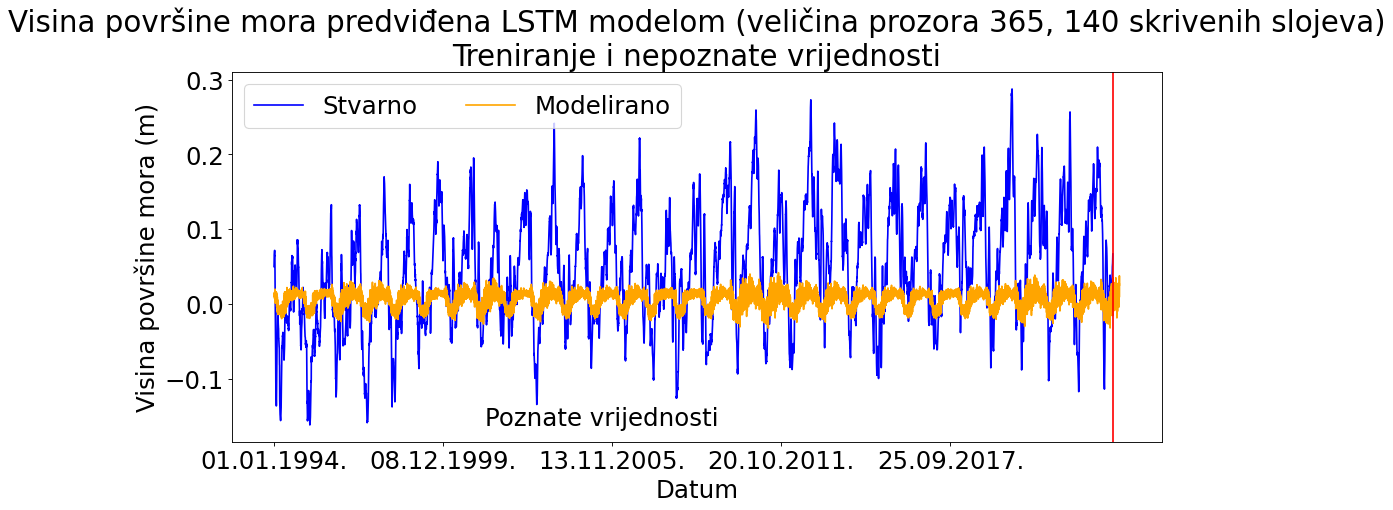 Visina površine mora predviđena LSTM modelom (veličina prozora 365, 140 skrivenih slojeva)
Treniranje i nepoznate vrijednosti
Visina površine mora (m)
0.3
0.2
0.1
0.0
−0.1
Stvarno
Modelirano
Poznate vrijednosti
01.01.1994.
08.12.1999.
13.11.2005.
20.10.2011.
25.09.2017.
Datum